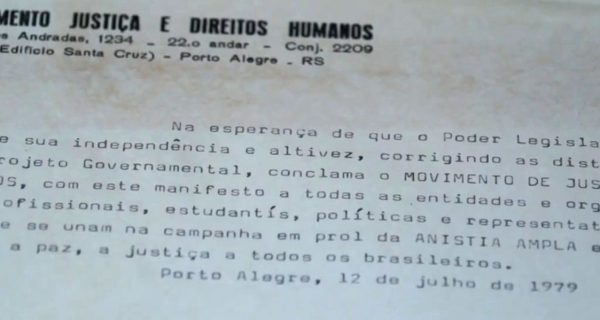 MENTO JUSTIÇA E DIREITOS HUMANOS
s Andradas, 1234 - 22.o andar - Conj. 2209
Edifício Santa Cruz) - Porto Alegre - RS
Na esperança de que o Poder Legisla
e sua independência e altivez, corrigindo as dist
rojeto Governamental, conclama o MOVIMENTO DE JUS
OS, com este manifesto a todas as entidades e org
ofissionais, estudantis, políticas e representat
e se unam na campanha em prol da ANISTIA AMPLA e
a paz, a justiça a todos os brasileiros.
Porto Alegre, 12 de julho de 1979